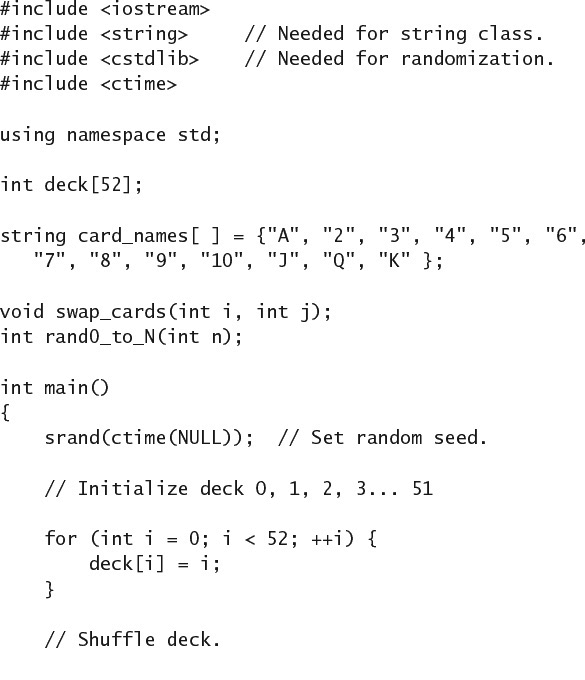 #include <iostream>
#include <string>     // Needed for string class.
#include <cstdlib>    // Needed for randomization.
#include <ctime>
using namespace std;
int deck[52];
string card_names[ ] = {"A", "2", "3", "4", "5", "6",
   "7", "8", "9", "10", "J", "Q", "K" };
void swap_cards(int i, int j);
int rand0_to_N(int n);
int main()
{
    srand(ctime(NULL));  // Set random seed.
    // Initialize deck 0, 1, 2, 3... 51
    for (int i = 0; i < 52; ++i) {
        deck[i] = i;
    }
    // Shuffle deck.